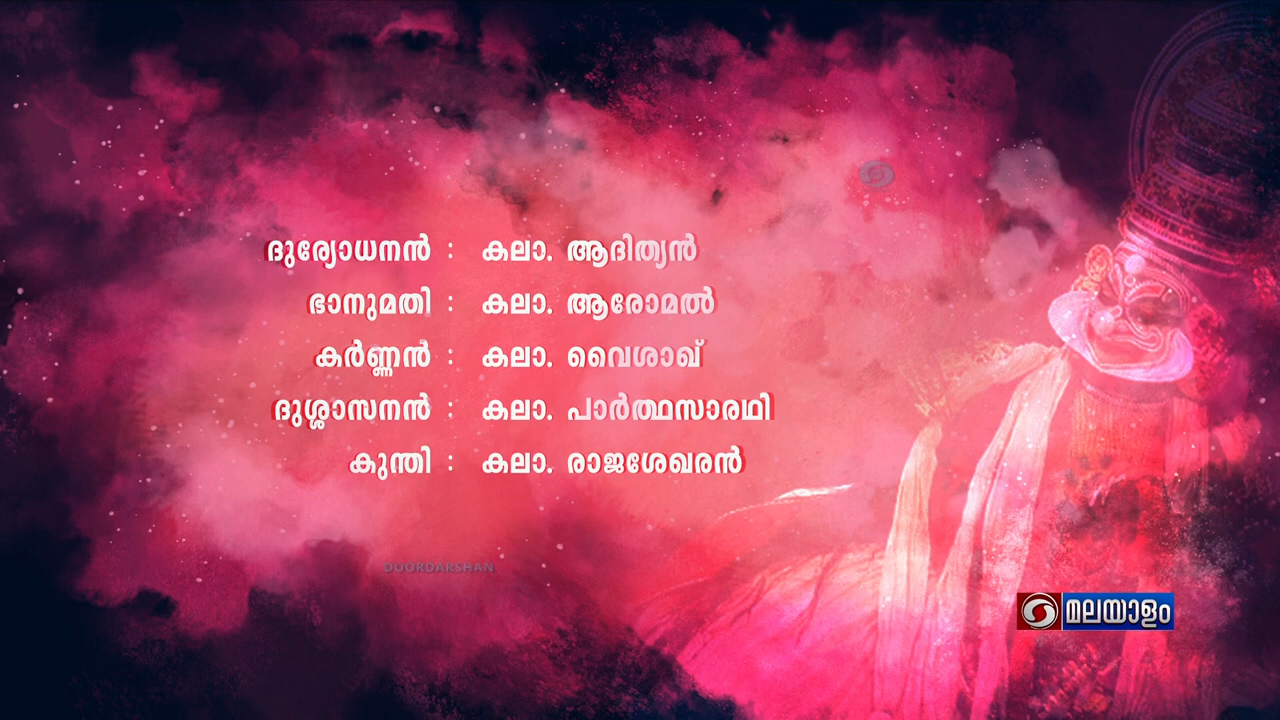 ദുര്യോധനൻ : കലാ. ആദിത്യൻ
ഭാനുമതി : കലാ. ആരോമൽ
കർണ്ണൻ : കലാ. വൈശാഖ്
ദുശ്ശാസനൻ : കലാ. പാർത്ഥസാരഥി
കുന്തി : കലാ. രാജശേഖരൻ
DOORDARSHAN
മലയാളം